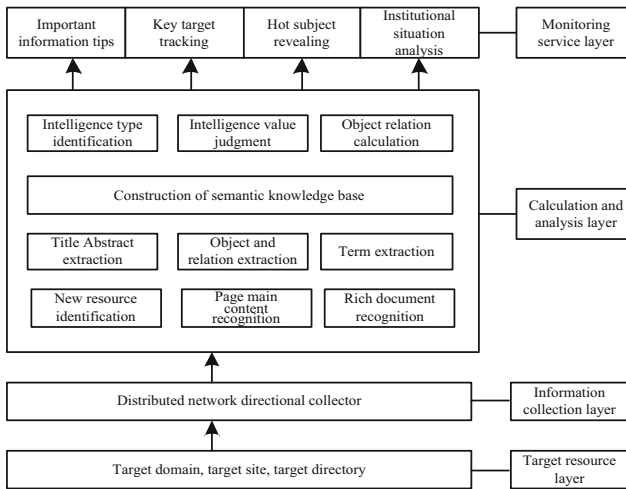 Important
information tips
Key target
tracking
Hot subject
revealing
Institutional
situation
analysis
Monitoring
service layer
Intelligence type
identification
Intelligence value
judgment
Object relation
calculation
Construction of semantic knowledge base
Calculation and
analysis layer
Title Abstract
extraction
Object and
relation extraction
Term extraction
New resource
identification
Page main
content
recognition
Rich document
recognition
Distributed network directional collector
Information
collection layer
Target domain, target site, target directory
Target resource
layer